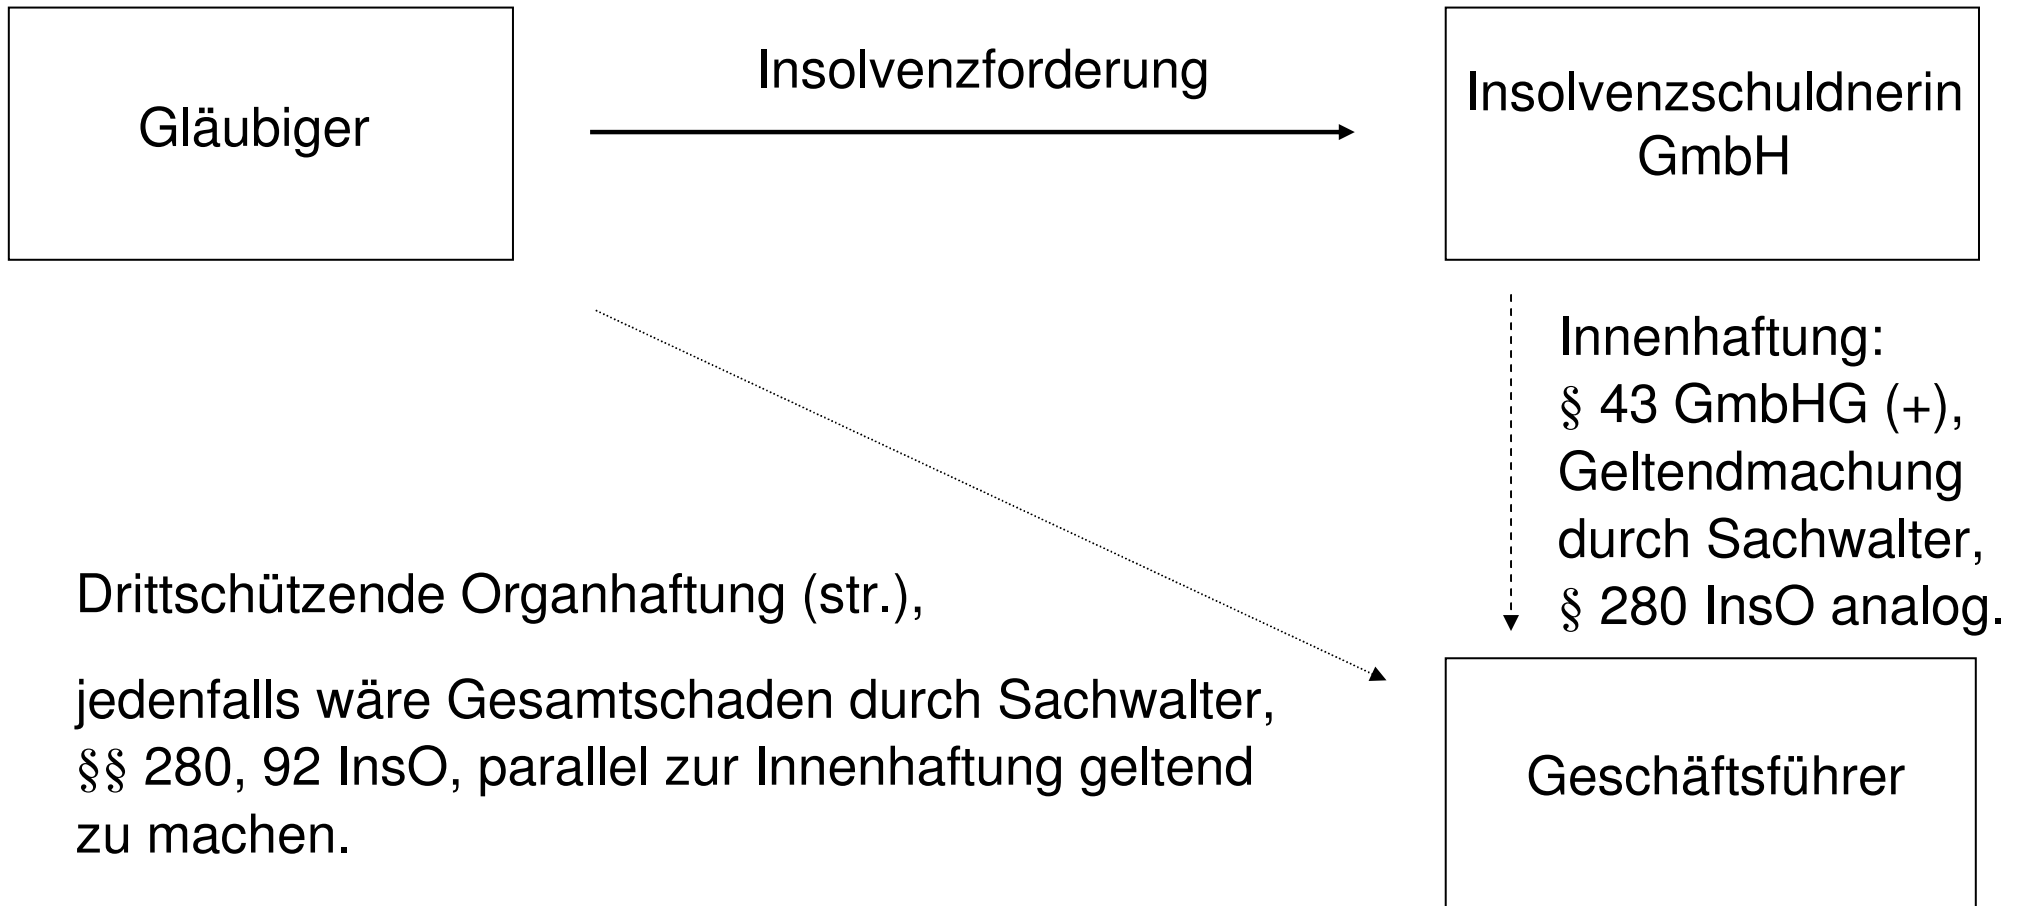 Gläubiger
Insolvenzforderung
Insolvenzschuldnerin
GmbH
Innenhaftung:
§ 43 GmbHG (+),
Geltendmachung
durch Sachwalter,
§ 280 InsO analog.
Drittschützende Organhaftung (str.),
jedenfalls wäre Gesamtschaden durch Sachwalter,
§§ 280, 92 InsO, parallel zur Innenhaftung geltend
zu machen.
Geschäftsführer